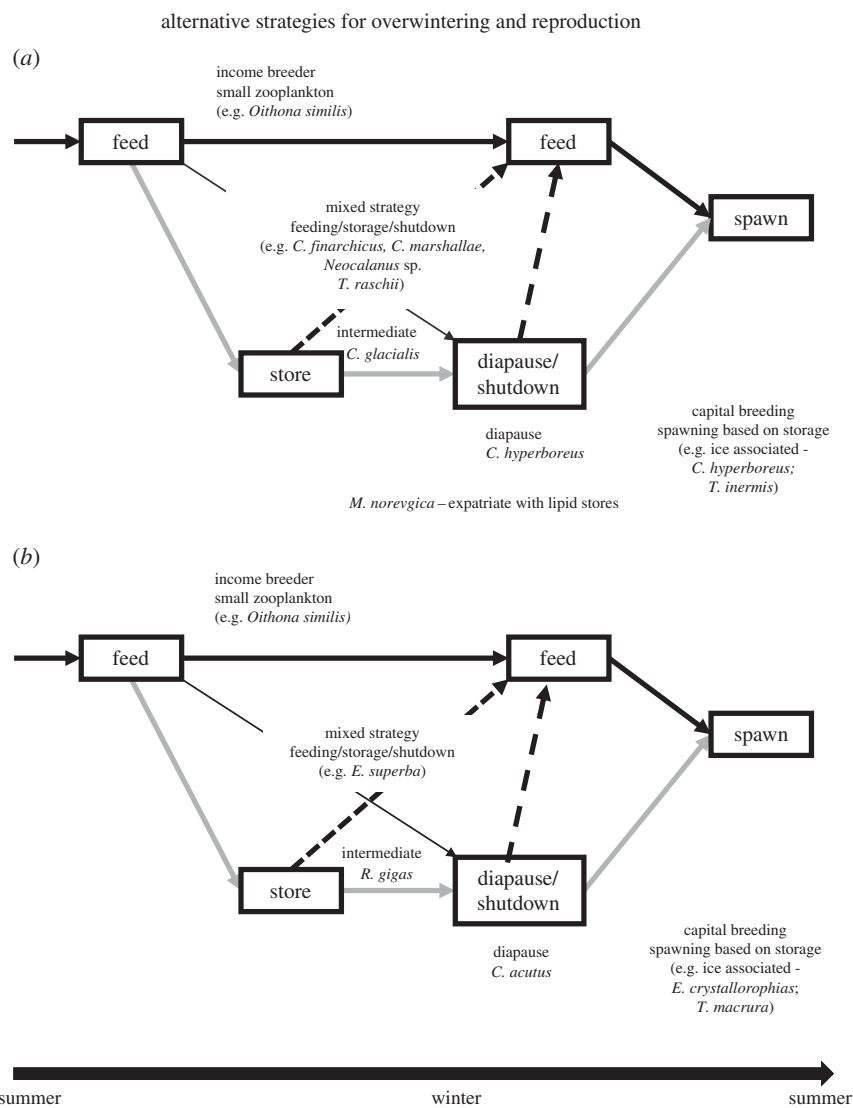 alternative strategies for overwintering and reproduction
(a)
income breeder
small zooplankton
(e.g. Oithona similis)
feed
feed
mixed strategy
feeding/storage/shutdown
(e.g. C. finarchicus, C. marshallae,
Neocalanus sp.
T. raschii)
spawn
intermediate
C. glacialis
store
diapause/
shutdown
diapause
C. hyperboreus
capital breeding
spawning based on storage
(e.g. ice associated -
C. hyperboreus;
T. inermis)
M. norevgica – expatriate with lipid stores
(b)
income breeder
small zooplankton
(e.g. Oithona similis)
feed
feed
mixed strategy
feeding/storage/shutdown
(e.g. E. superba)
spawn
intermediate
R. gigas
store
diapause/
shutdown
diapause
C. acutus
capital breeding
spawning based on storage
(e.g. ice associated -
E. crystallorophias;
T. macrura)
summer
winter
summer